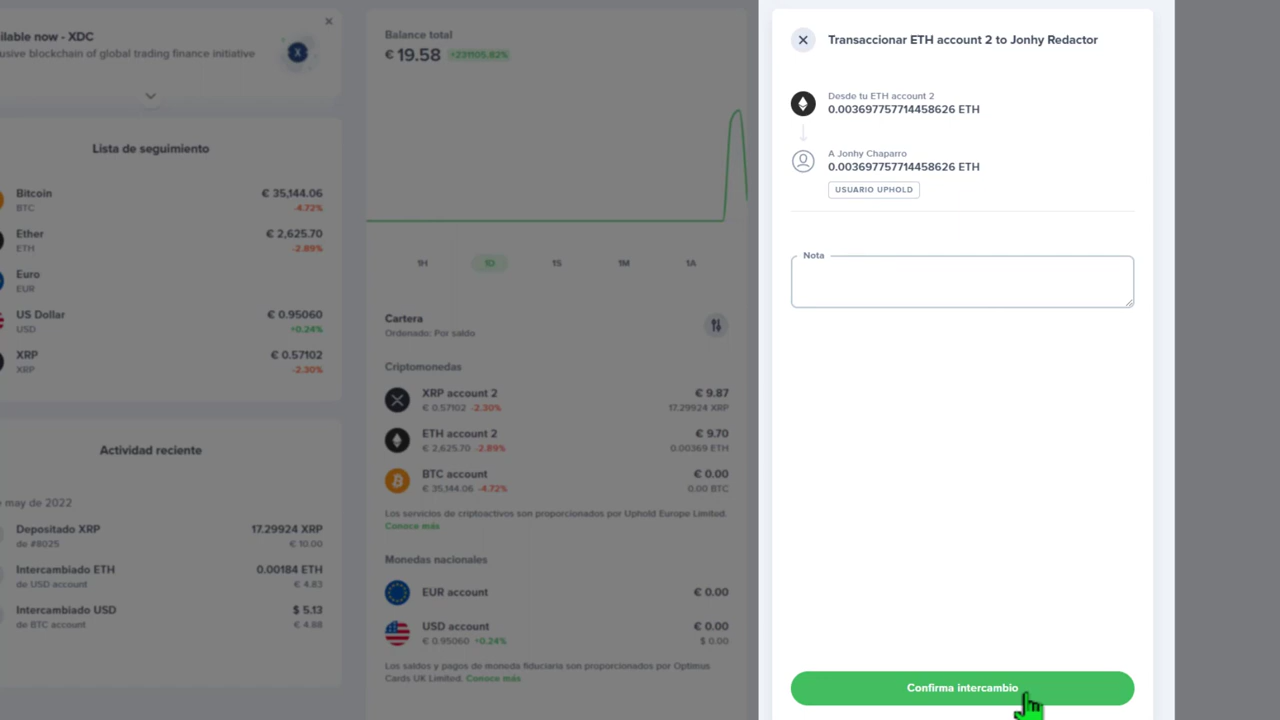 ilable now - XDC
usive blockchain of global trading finance initiative
Lista de seguimiento
Bitcoin
€ 35,144.06
BTC
-4.72%
Ether
€ 2,625.70
ETH
-2.89%
Euro
EUR
US Dollar
€ 0.95060
USD
+0.24%
XRP
€ 0.57102
XRP
-2.30%
Actividad reciente
may de 2022
Depositado XRP
17.29924 XRP
de #8025
€ 10.00
Intercambiado ETH
0.00184 ETH
de USD account
€ 4.83
Intercambiado USD
$ 5.13
de BTC account
€ 4.88
Balance total
€ 19.58 +221105.82%
1H
1D
1S
1M
1A
Cartera
Ordenado: Por saldo
Criptomonedas
XRP account 2
€ 9.87
€ 0.57102 -2.30%
17.29924 XRP
ETH account 2
€ 9.70
€ 2,625.70 -2.89%
0.00369 ETH
BTC account
€ 0.00
€ 35,144.06 -4.72%
0.00 BTC
Los servicios de criptoactivos son proporcionados por Uphold Europe Limited.
Conoce más
Monedas nacionales
EUR account
€ 0.00
USD account
€ 0.00
€ 0.95060 +0.24%
$ 0.00
Los saldos y pagos de moneda fiduciaria son proporcionados por Optimus
Cards UK Limited. Conoce más
Transaccionar ETH account 2 to Jonhy Redactor
Desde tu ETH account 2
0.003697757714458626 ETH
A Jonhy Chaparro
0.003697757714458626 ETH
USUARIO UPHOLD
Nota
Confirma intercambio